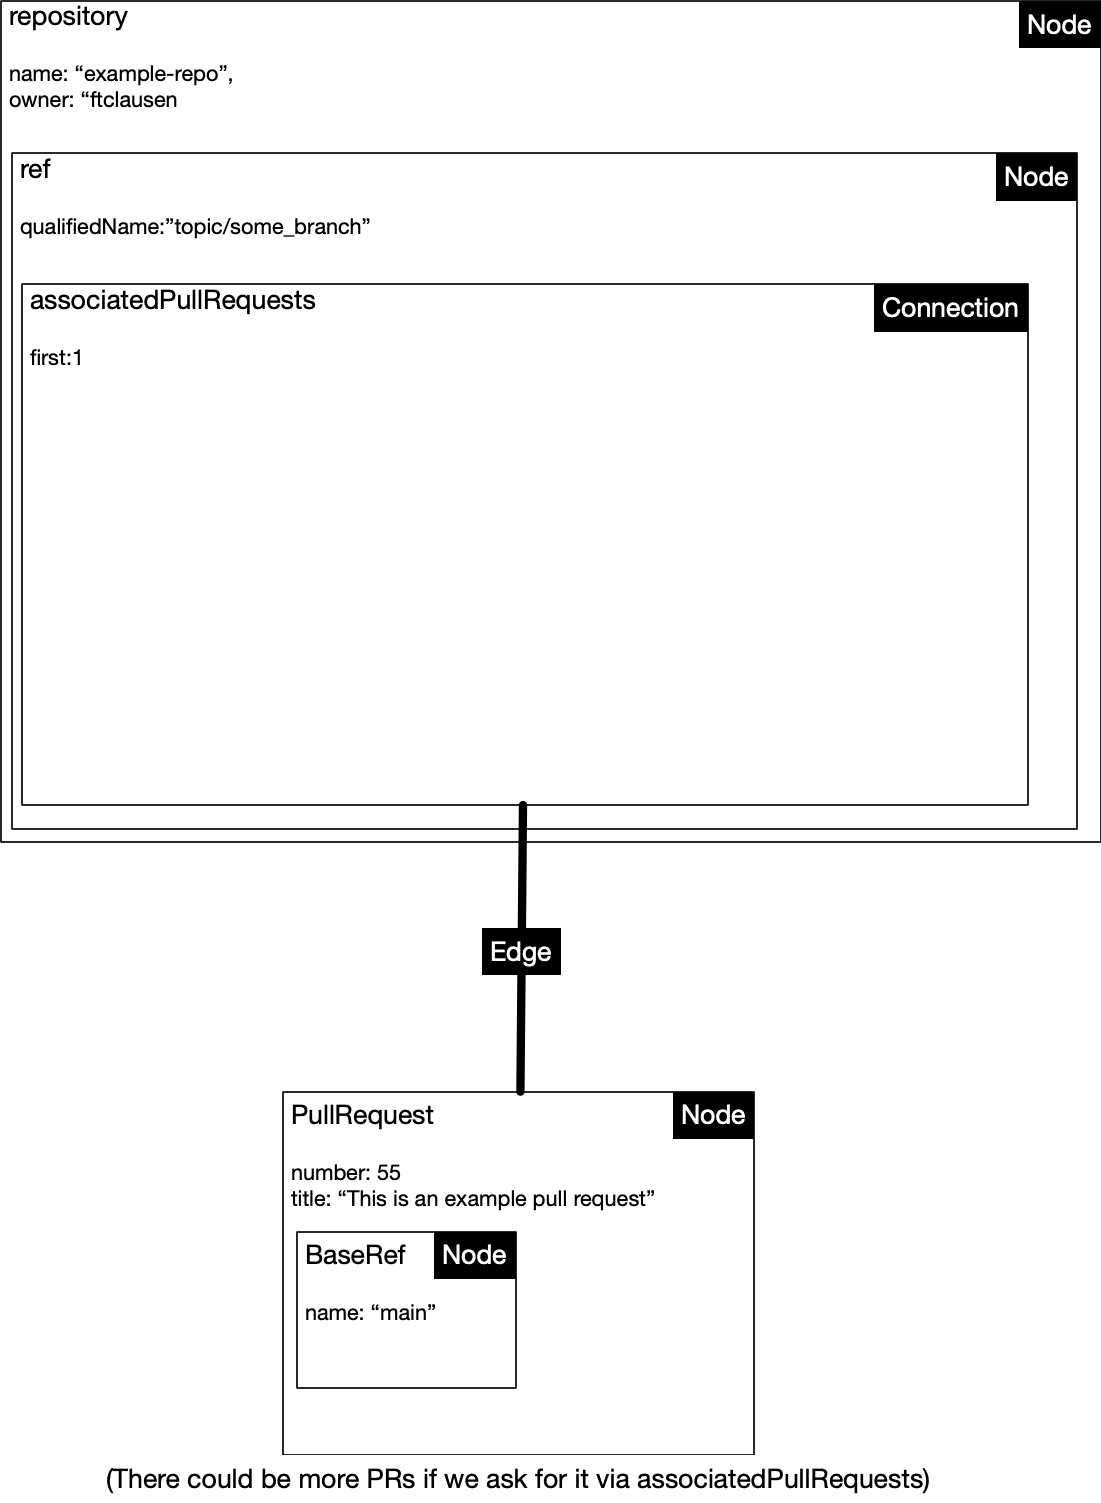 repository
Node
name: “example-repo”,
owner: “ftclausen
ref
Node
qualifiedName:”topic/some_branch”
associatedPullRequests
Connection
first:1
Edge
PullRequest
Node
number: 55
title: “This is an example pull request”
BaseRef
Node
name: “main”
(There could be more PRs if we ask for it via associatedPullRequests)